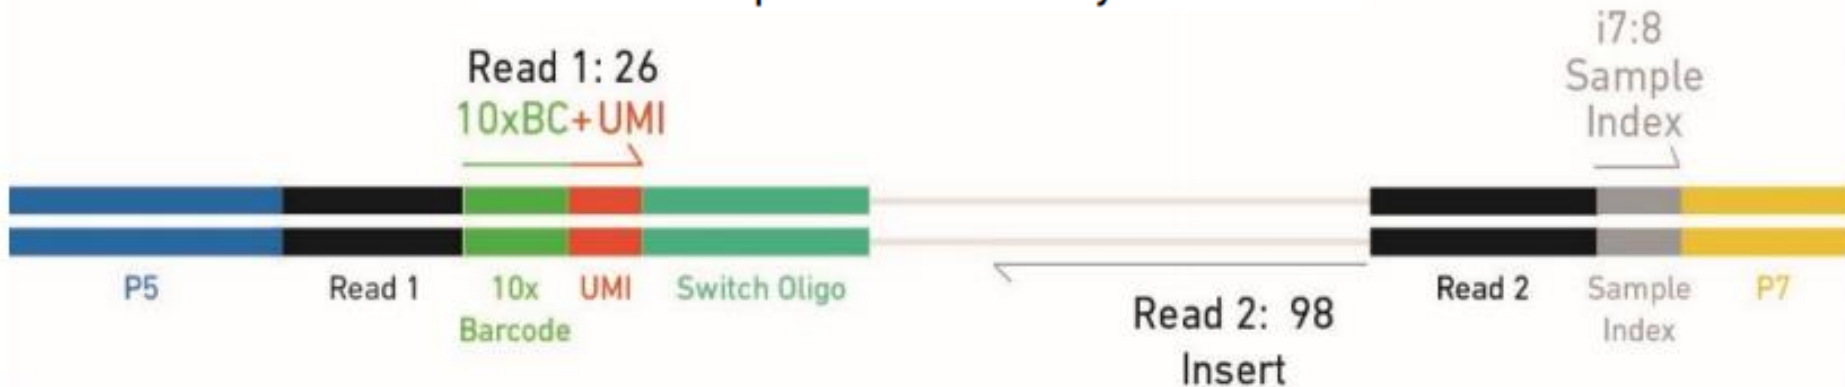 Read 1: 26
10xBC+UMI
i7:8
Sample
Index
P5
Read 1
10x
Barcode
UMI
Switch Oligo
Read 2: 98
Insert
Read 2
Sample
Index
P7